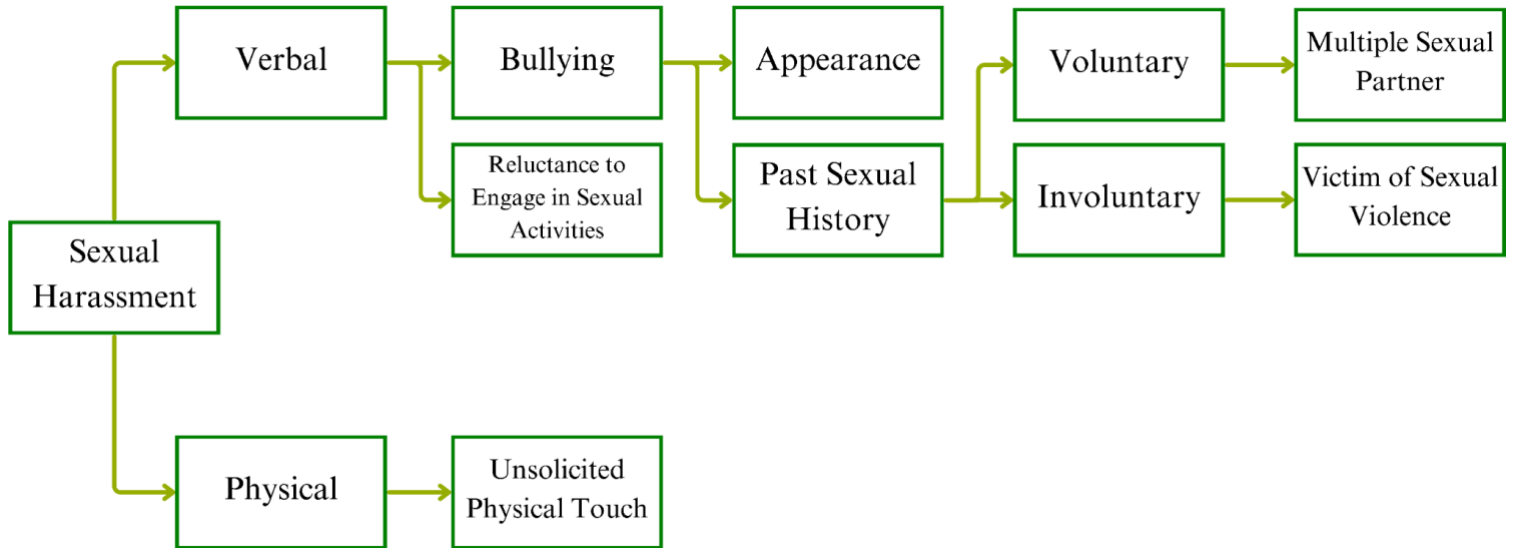 Verbal
Bullying
Appearance
Voluntary
Multiple Sexual
Partner
Reluctance to
Engage in Sexual
Activities
Past Sexual
History
Involuntary
Victim of Sexual
Violence
Sexual
Harassment
Physical
Unsolicited
Physical Touch